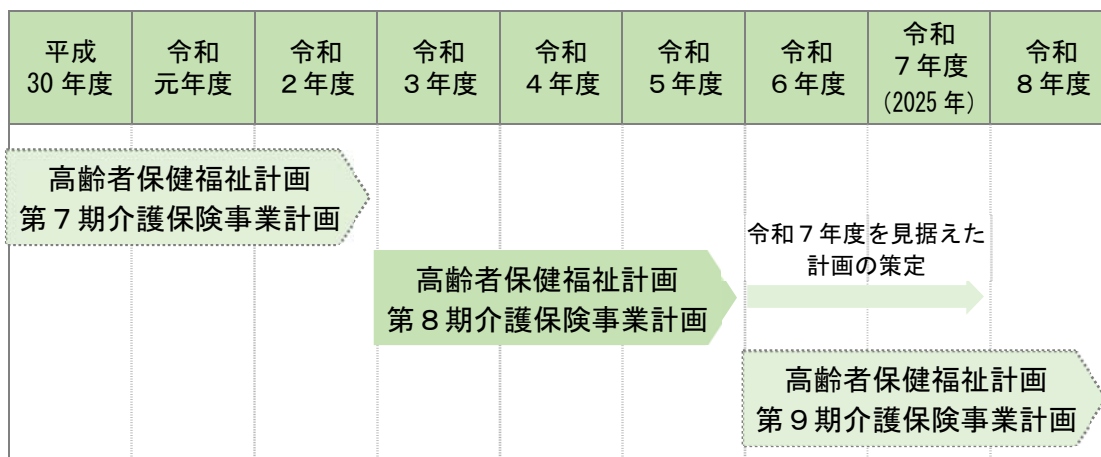 平成
30 年度
令和
元年度
令和
２年度
令和
３年度
令和
４年度
令和
５年度
令和
６年度
令和
７年度
(2025 年)
令和
８年度
高齢者保健福祉計画
第７期介護保険事業計画
高齢者保健福祉計画
第８期介護保険事業計画
令和７年度を見据えた
計画の策定
高齢者保健福祉計画
第９期介護保険事業計画